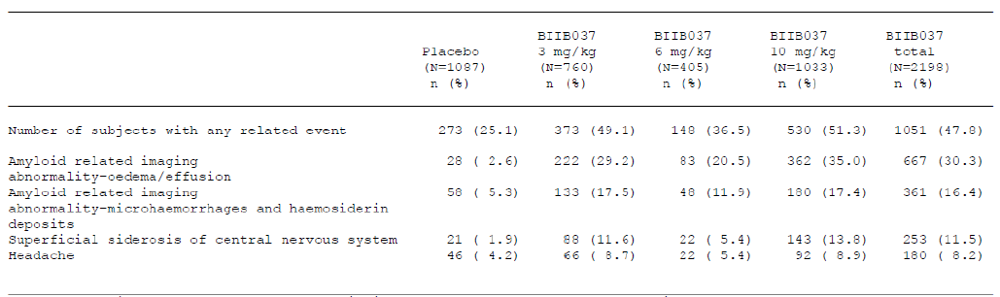 BIIB037 BIIB037 BIIB037 BIIB037
Placebo 3 mg/kg 6 mg/kg 10 mg/kg total
(N=1087) (N=760) (N=405) (N=1033) (N=2198)
n (%) n (%) n (%) n (%) n (%)
Number of subjects with any related event 273 (25.1) 373 (49.1) 148 (36.5) 530 (51.3) 1051 (47.8)
Amyloid related imaging 28 ( 2.6) 222 (29.2) 83 (20.5) 362 (35.0) 667 (30.3)
abnormality-oedema/effusion
Amyloid related imaging 58 ( 5.3) 133 (17.5) 48 (11.9) 180 (17.4) 361 (16.4)
abnormality-microhaemorrhages and haemosiderin
deposits
Superficial siderosis of central nervous system 21 ( 1.9) 88 (11.6) 22 ( 5.4) 143 (13.8) 253 (11.5)
Headache 46 ( 4.2) 66 ( 8.7) 22 ( 5.4) 92 ( 8.9) 180 ( 8.2)